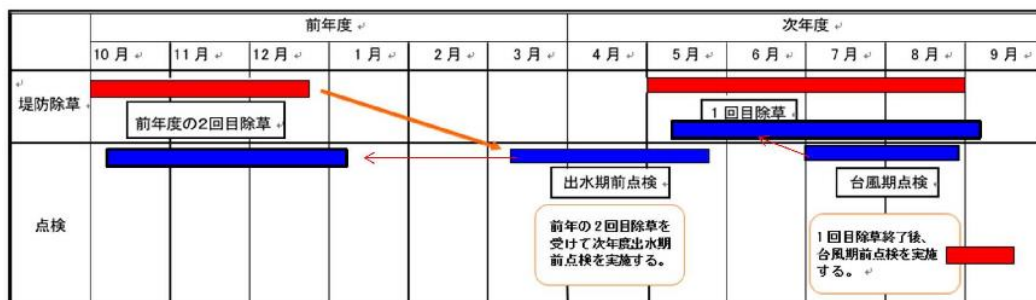 前年度
次年度
10月
11月
12月
1月
2月
3月
4月
5月
6月
7月
8月
9月
堤防除草
前年度の2回目除草
1回目除草
点検
出水期前点検
台風期点検
前年の2回目除草を
受けて次年度出水期
前点検を実施する。
1回目除草終了後、
台風期前点検を実施
する。